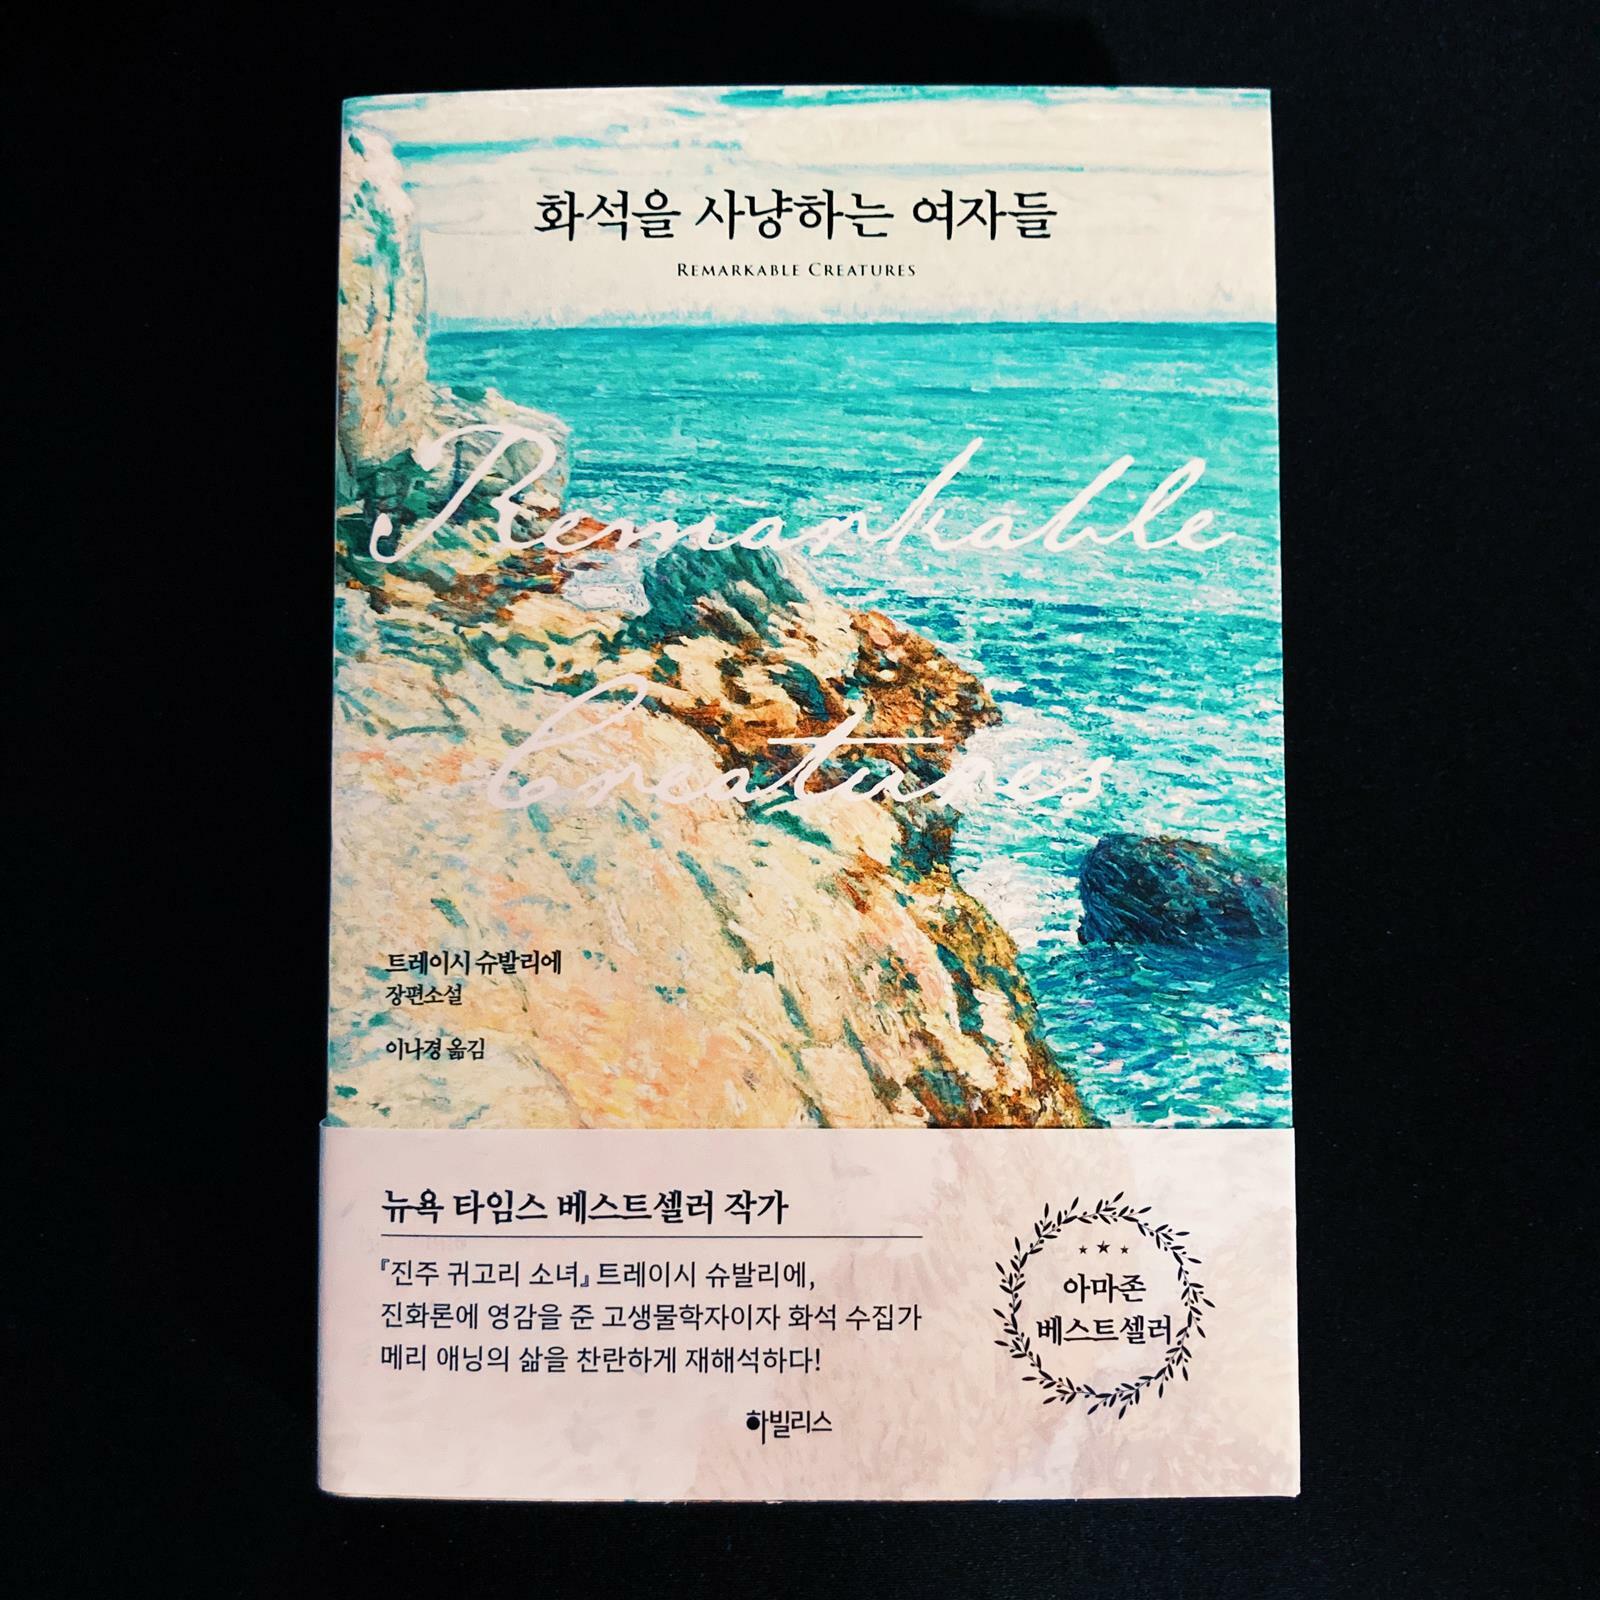 화석을 사냥하는 여자들
REMARKABLE CREATURES
Remarkable
Creatures
트레이시 슈발리에
장편소설
이나경 옮김
뉴욕 타임스 베스트셀러 작가
『진주 귀고리 소녀』 트레이시 슈발리에,
진화론에 영감을 준 고생물학자이자 화석 수집가
메리 애닝의 삶을 찬란하게 재해석하다!
아마존
베스트셀러
하빌리스